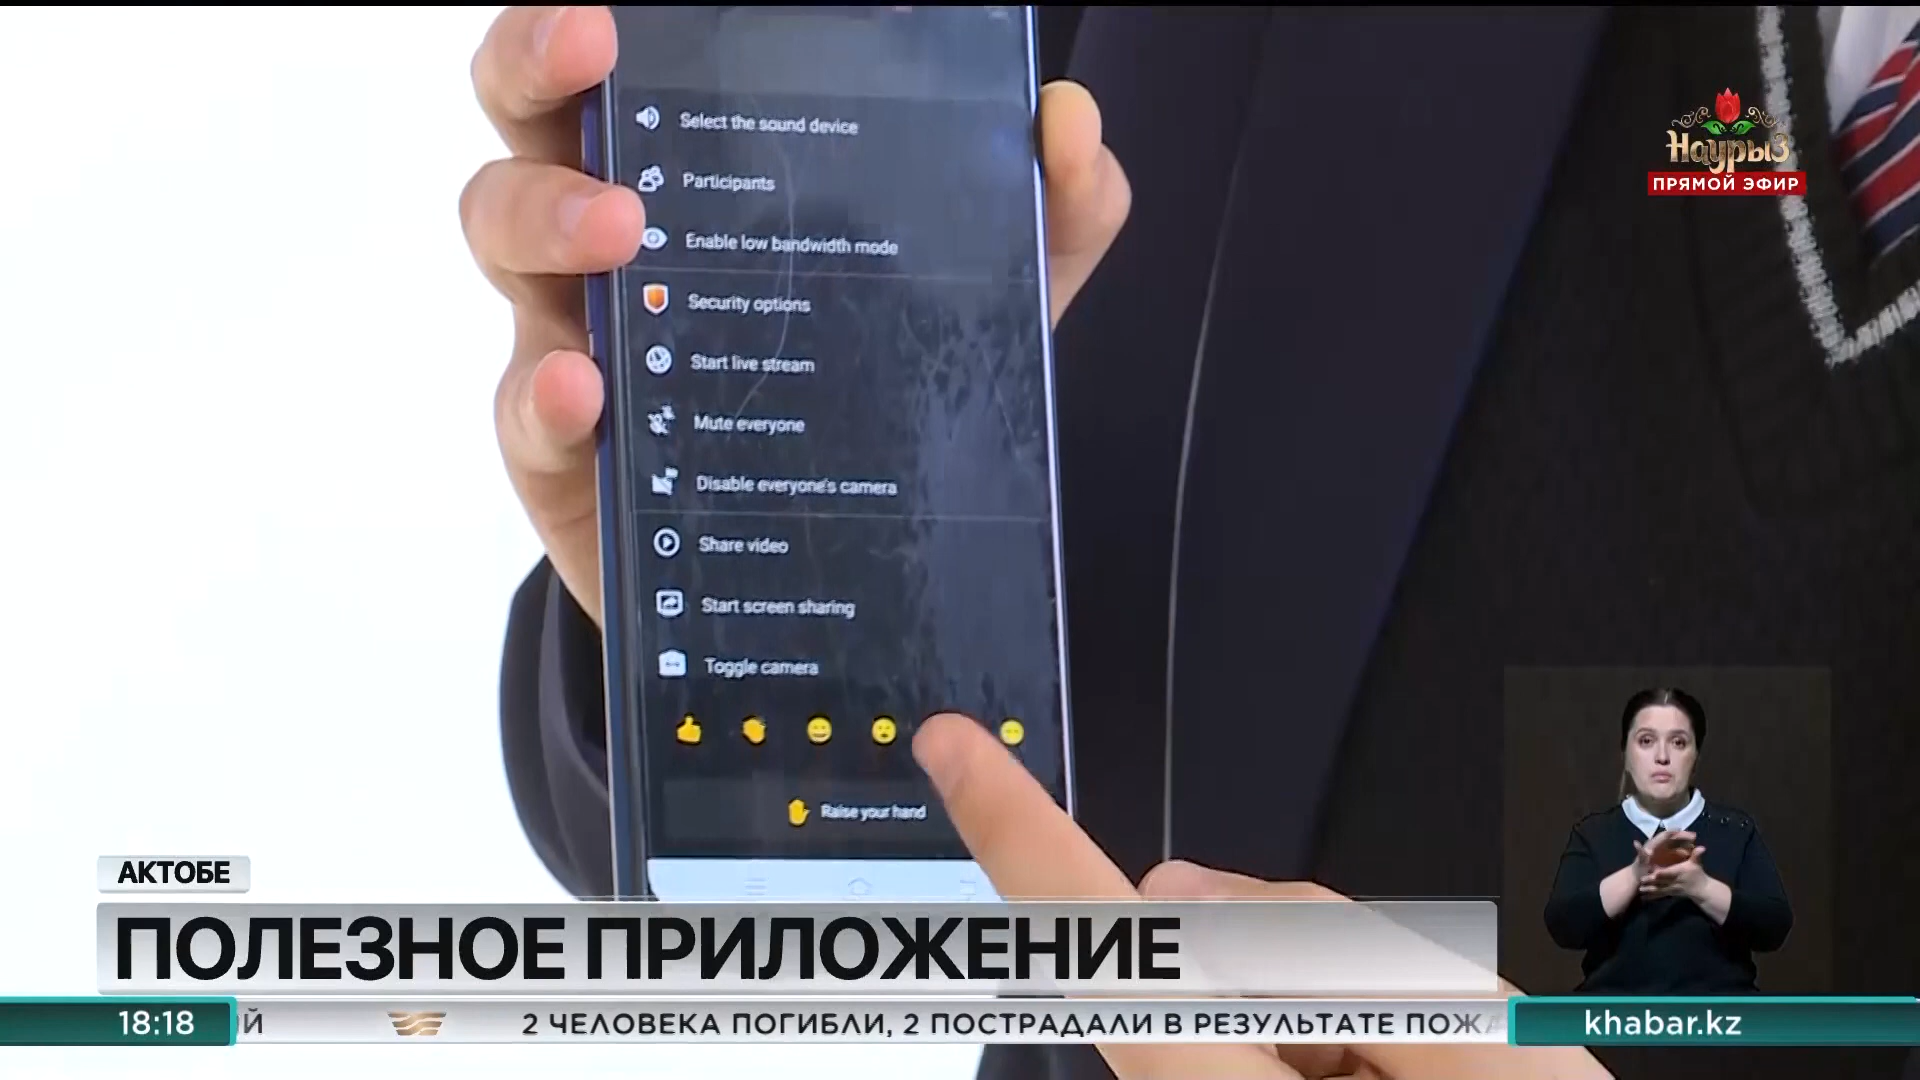 Select the sound device
Participants
Enable low bandwidth mode
Security options
Start live stream
Mute everyone
Disable everyone's camera
Share video
Start screen sharing
Toggle camera
Raise your hand
Наурыз
ПРЯМОЙ ЭФИР
АКТОБЕ
ПОЛЕЗНОЕ ПРИЛОЖЕНИЕ
18:18
2 ЧЕЛОВЕКА ПОГИБЛИ, 2 ПОСТРАДАЛИ В РЕЗУЛЬТАТЕ
khabar.kz